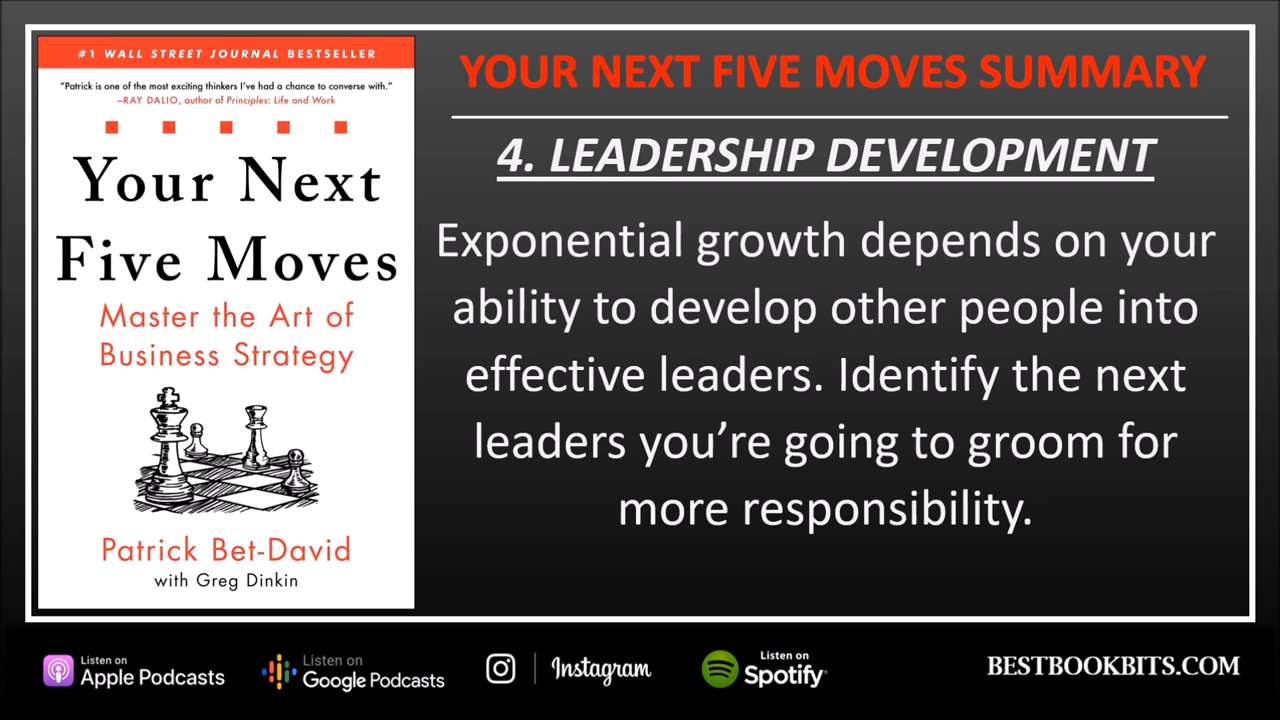 #1 WALL STREET JOURNAL BESTSELLER
"Patrick is one of the most exciting thinkers I've had a chance to converse with."
—RAY DALIO, author of Principles: Life and Work
Your Next
Five Moves
Master the Art of
Business Strategy
Patrick Bet-David
with Greg Dinkin
YOUR NEXT FIVE MOVES SUMMARY
4. LEADERSHIP DEVELOPMENT
Exponential growth depends on your
ability to develop other people into
effective leaders. Identify the next
leaders you're going to groom for
more responsibility.
Listen on
Apple Podcasts
Listen on
Google Podcasts
Instagram
Listen on
Spotify
BESTBOOKBITS.COM